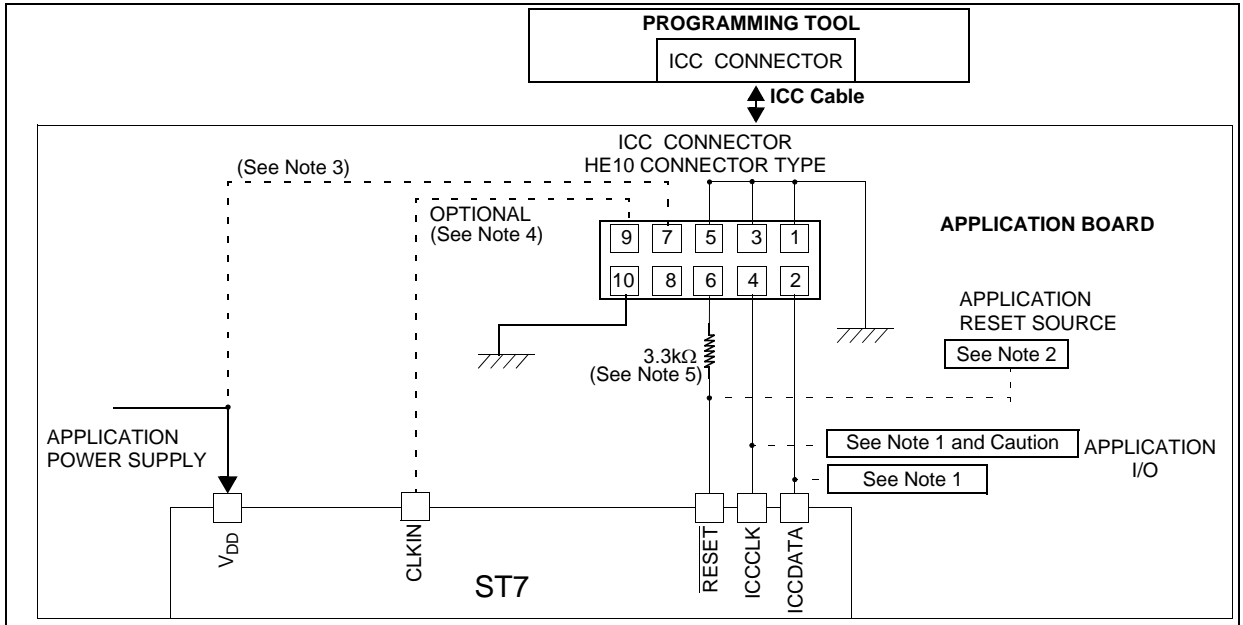 PROGRAMMING TOOL
ICC CONNECTOR
ICC Cable
ICC CONNECTOR
HE10 CONNECTOR TYPE
(See Note 3)
OPTIONAL
(See Note 4)
9 7 5 3 1
10 8 6 4 2
APPLICATION BOARD
APPLICATION
RESET SOURCE
See Note 2
3.3kΩ
(See Note 5)
APPLICATION
POWER SUPPLY
See Note 1 and Caution
APPLICATION
I/O
See Note 1
VDD
CLKIN
RESET
ICCCLK
ICCDATA
ST7